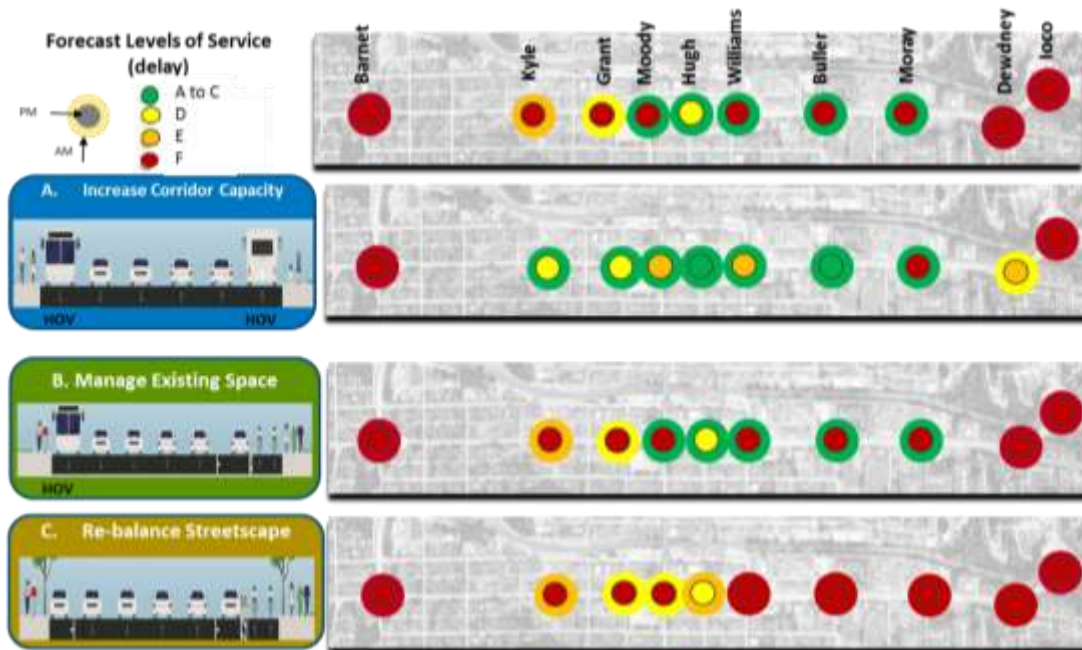 Forecast Levels of Service
(delay)
PM
AM
A to C
D
E
F
Barnet
Kyle
Grant
Moody
Hugh
Williams
Buller
Moray
Dewdney
Ioco
A. Increase Corridor Capacity
HOV HOV
B. Manage Existing Space
HOV
C. Re-balance Streetscape